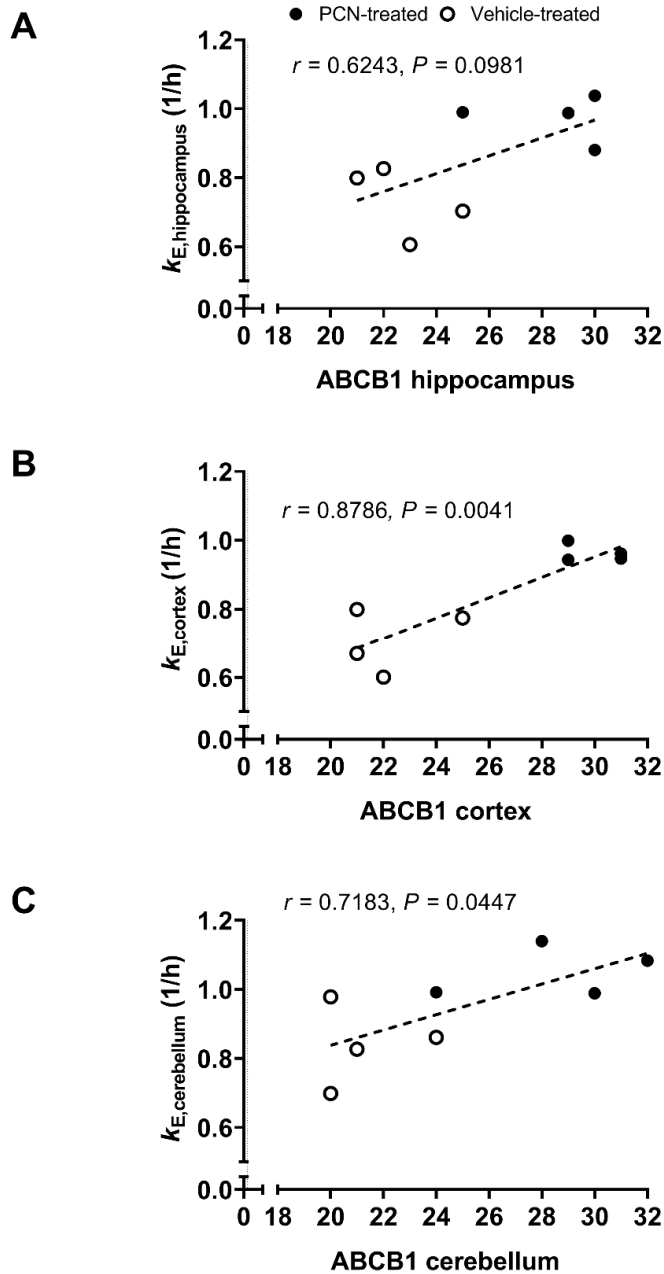 ● PCN-treated ○ Vehicle-treated
A
r = 0.6243, P = 0.0981
kE,hippocampus (1/h)
1.2
1.0
0.8
0.6
0.0
0 18 20 22 24 26 28 30 32
ABCB1 hippocampus
B
r = 0.8786, P = 0.0041
kE,cortex (1/h)
1.2
1.0
0.8
0.6
0.0
0 18 20 22 24 26 28 30 32
ABCB1 cortex
C
r = 0.7183, P = 0.0447
kE,cerebellum (1/h)
1.2
1.0
0.8
0.6
0.0
0 18 20 22 24 26 28 30 32
ABCB1 cerebellum